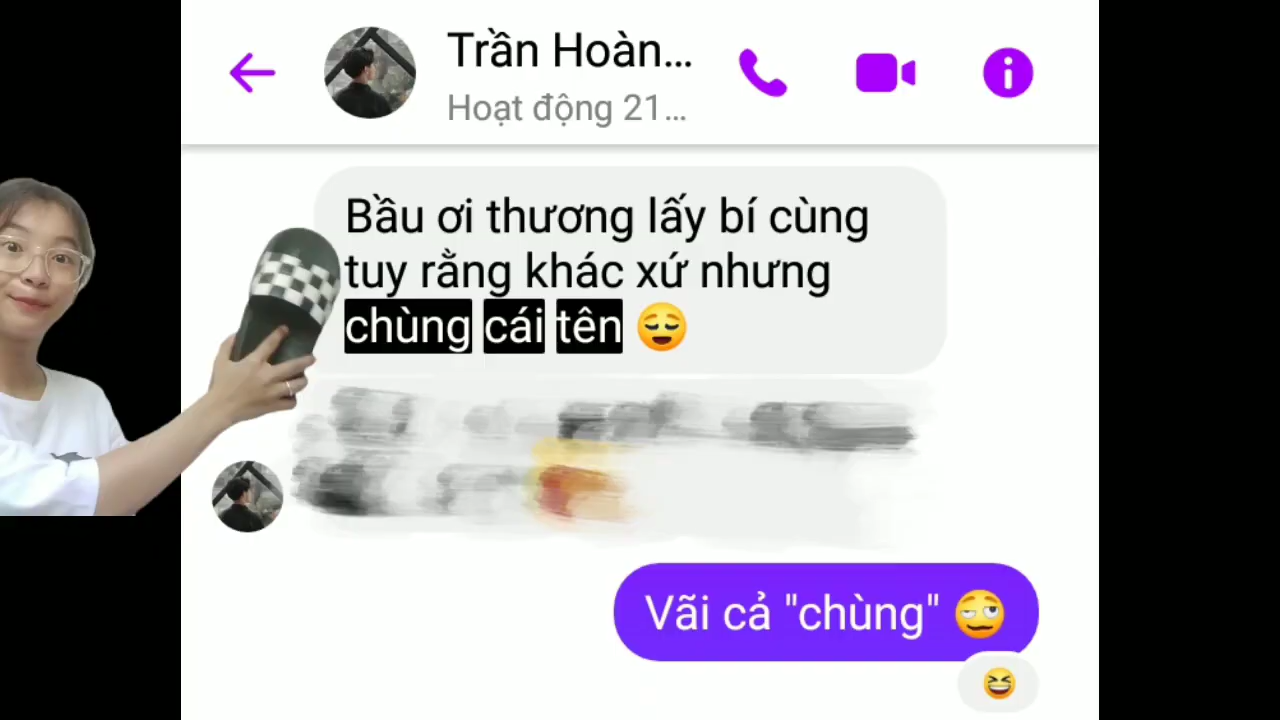 Trần Hoàn...
Hoạt động 21...
Bầu ơi thương lấy bí cùng
tuy rằng khác xứ nhưng
chùng cái tên 😌
Vãi cả "chùng" 🥴
😆